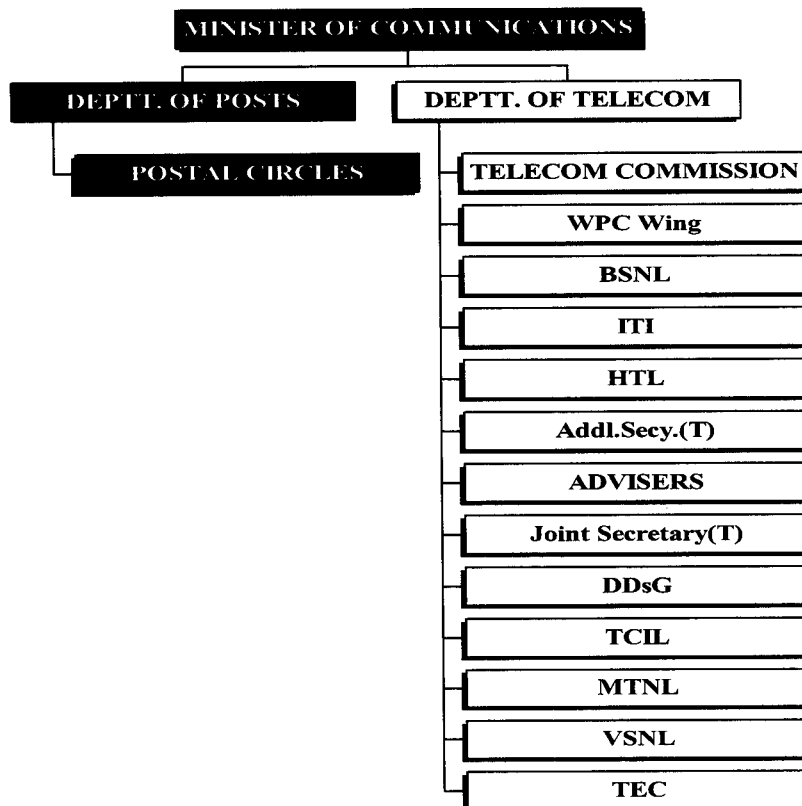 MINISTER OF COMMUNICATIONS
DEPTT. OF POSTS
DEPTT. OF TELECOM
POSTAL CIRCLES
TELECOM COMMISSION
WPC Wing
BSNL
ITI
HTL
Addl.Secy.(T)
ADVISERS
Joint Secretary(T)
DDsG
TCIL
MTNL
VSNL
TEC